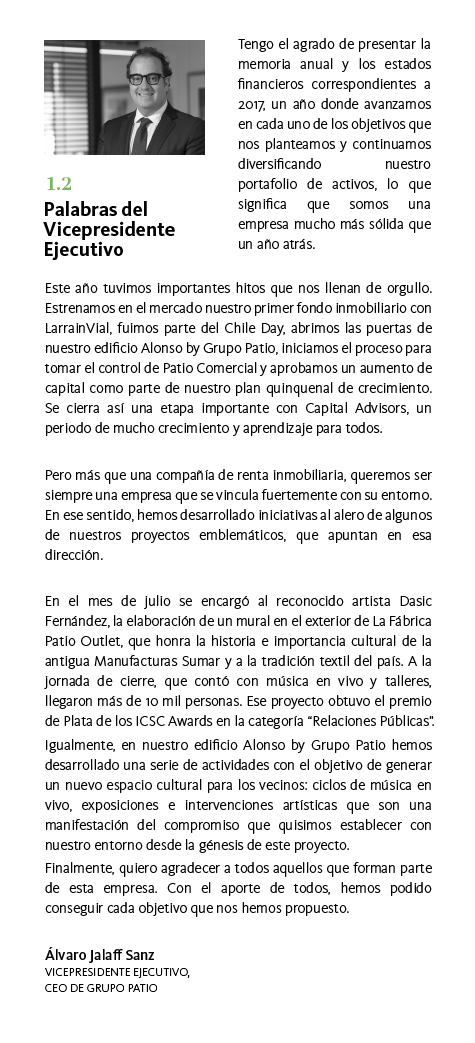 1.2
Palabras del
Vicepresidente
Ejecutivo
Tengo el agrado de presentar la
memoria anual y los estados
financieros correspondientes a
2017, un año donde avanzamos
en cada uno de los objetivos que
nos planteamos y continuamos
diversificando nuestro
portafolio de activos, lo que
significa que somos una
empresa mucho más sólida que
un año atrás.
Este año tuvimos importantes hitos que nos llenan de orgullo.
Estrenamos en el mercado nuestro primer fondo inmobiliario con
LarrainVial, fuimos parte del Chile Day, abrimos las puertas de
nuestro edificio Alonso by Grupo Patio, iniciamos el proceso para
tomar el control de Patio Comercial y aprobamos un aumento de
capital como parte de nuestro plan quinquenal de crecimiento.
Se cierra así una etapa importante con Capital Advisors, un
periodo de mucho crecimiento y aprendizaje para todos.
Pero más que una compañía de renta inmobiliaria, queremos ser
siempre una empresa que se vincula fuertemente con su entorno.
En ese sentido, hemos desarrollado iniciativas al alero de algunos
de nuestros proyectos emblemáticos, que apuntan en esa
dirección.
En el mes de julio se encargó al reconocido artista Dasic
Fernández, la elaboración de un mural en el exterior de La Fábrica
Patio Outlet, que honra la historia e importancia cultural de la
antigua Manufacturas Sumar y a la tradición textil del país. A la
jornada de cierre, que contó con música en vivo y talleres,
llegaron más de 10 mil personas. Ese proyecto obtuvo el premio
de Plata de los ICSC Awards en la categoría “Relaciones Públicas”.
Igualmente, en nuestro edificio Alonso by Grupo Patio hemos
desarrollado una serie de actividades con el objetivo de generar
un nuevo espacio cultural para los vecinos: ciclos de música en
vivo, exposiciones e intervenciones artísticas que son una
manifestación del compromiso que quisimos establecer con
nuestro entorno desde la génesis de este proyecto.
Finalmente, quiero agradecer a todos aquellos que forman parte
de esta empresa. Con el aporte de todos, hemos podido
conseguir cada objetivo que nos hemos propuesto.
Álvaro Jalaff Sanz
VICEPRESIDENTE EJECUTIVO,
CEO DE GRUPO PATIO